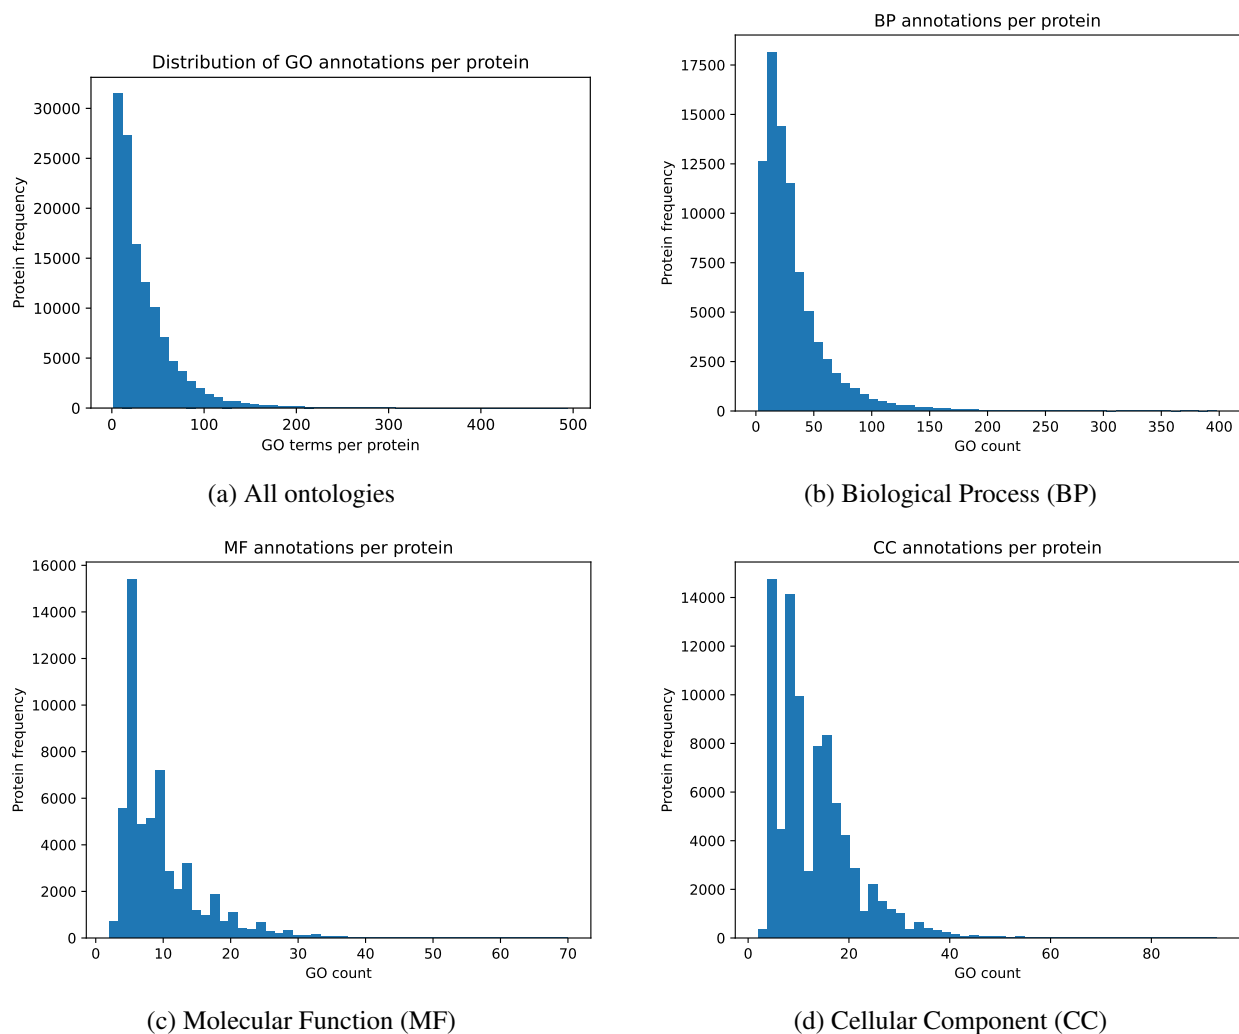 Distribution of GO annotations per protein
30000
25000
20000
15000
10000
5000
0
Protein frequency
0 100 200 300 400 500
GO terms per protein
(a) All ontologies
BP annotations per protein
17500
15000
12500
10000
7500
5000
2500
0
Protein frequency
0 50 100 150 200 250 300 350 400
GO count
(b) Biological Process (BP)
MF annotations per protein
16000
14000
12000
10000
8000
6000
4000
2000
0
Protein frequency
0 10 20 30 40 50 60 70
GO count
(c) Molecular Function (MF)
CC annotations per protein
14000
12000
10000
8000
6000
4000
2000
0
Protein frequency
0 20 40 60 80
GO count
(d) Cellular Component (CC)